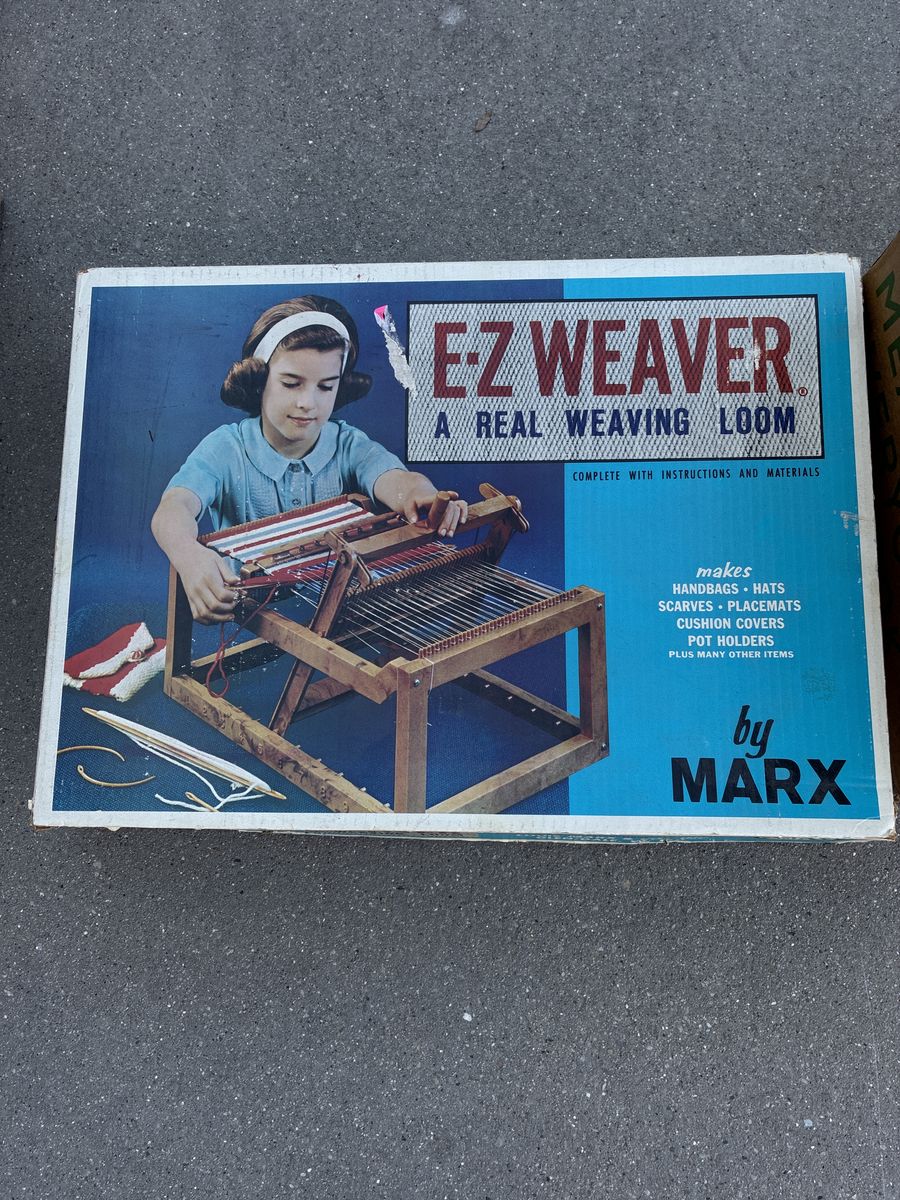 E-Z WEAVER®
A REAL WEAVING LOOM
COMPLETE WITH INSTRUCTIONS AND MATERIALS
makes
HANDBAGS • HATS
SCARVES • PLACEMATS
CUSHION COVERS
POT HOLDERS
PLUS MANY OTHER ITEMS
by
MARX